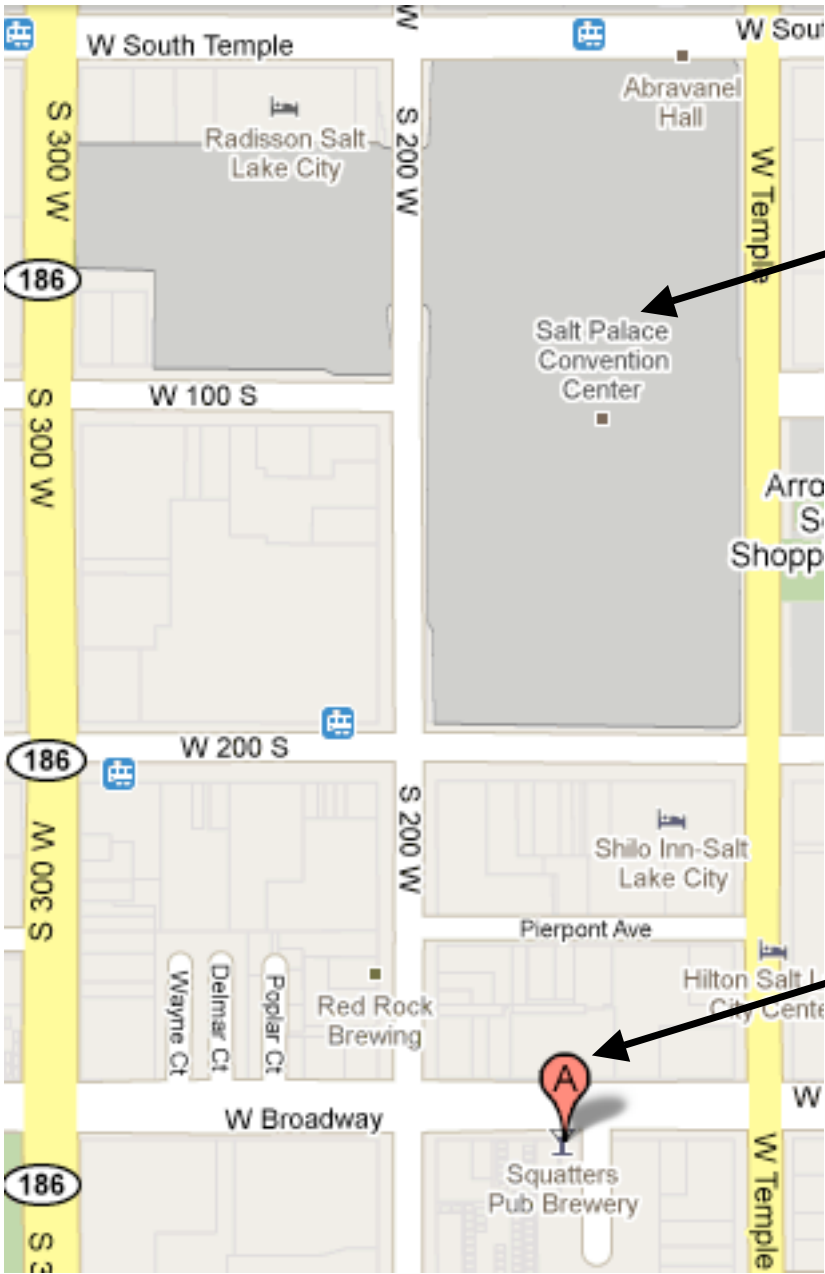 W
W South Temple
W Sout
Abravanel
Hall
S 300 W
Radisson Salt
Lake City
S 200 W
W Temple
186
Salt Palace
Convention
Center
W 100 S
S 300 W
Arro
S
Shopp
W 200 S
186
S 200 W
Shilo Inn-Salt
Lake City
S 300 W
Pierpont Ave
Wayne Ct
Delmar Ct
Poplar Ct
Red Rock
Brewing
Hilton Salt L
City Cente
A
W
W Broadway
W Temple
Squatters
Pub Brewery
186
S 3